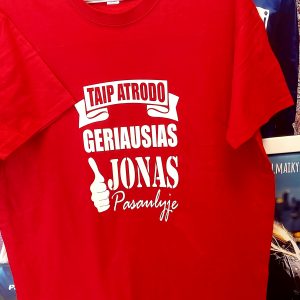 TAIP ATRODO
GERIAUSIAS
JONAS
Pasaulyje